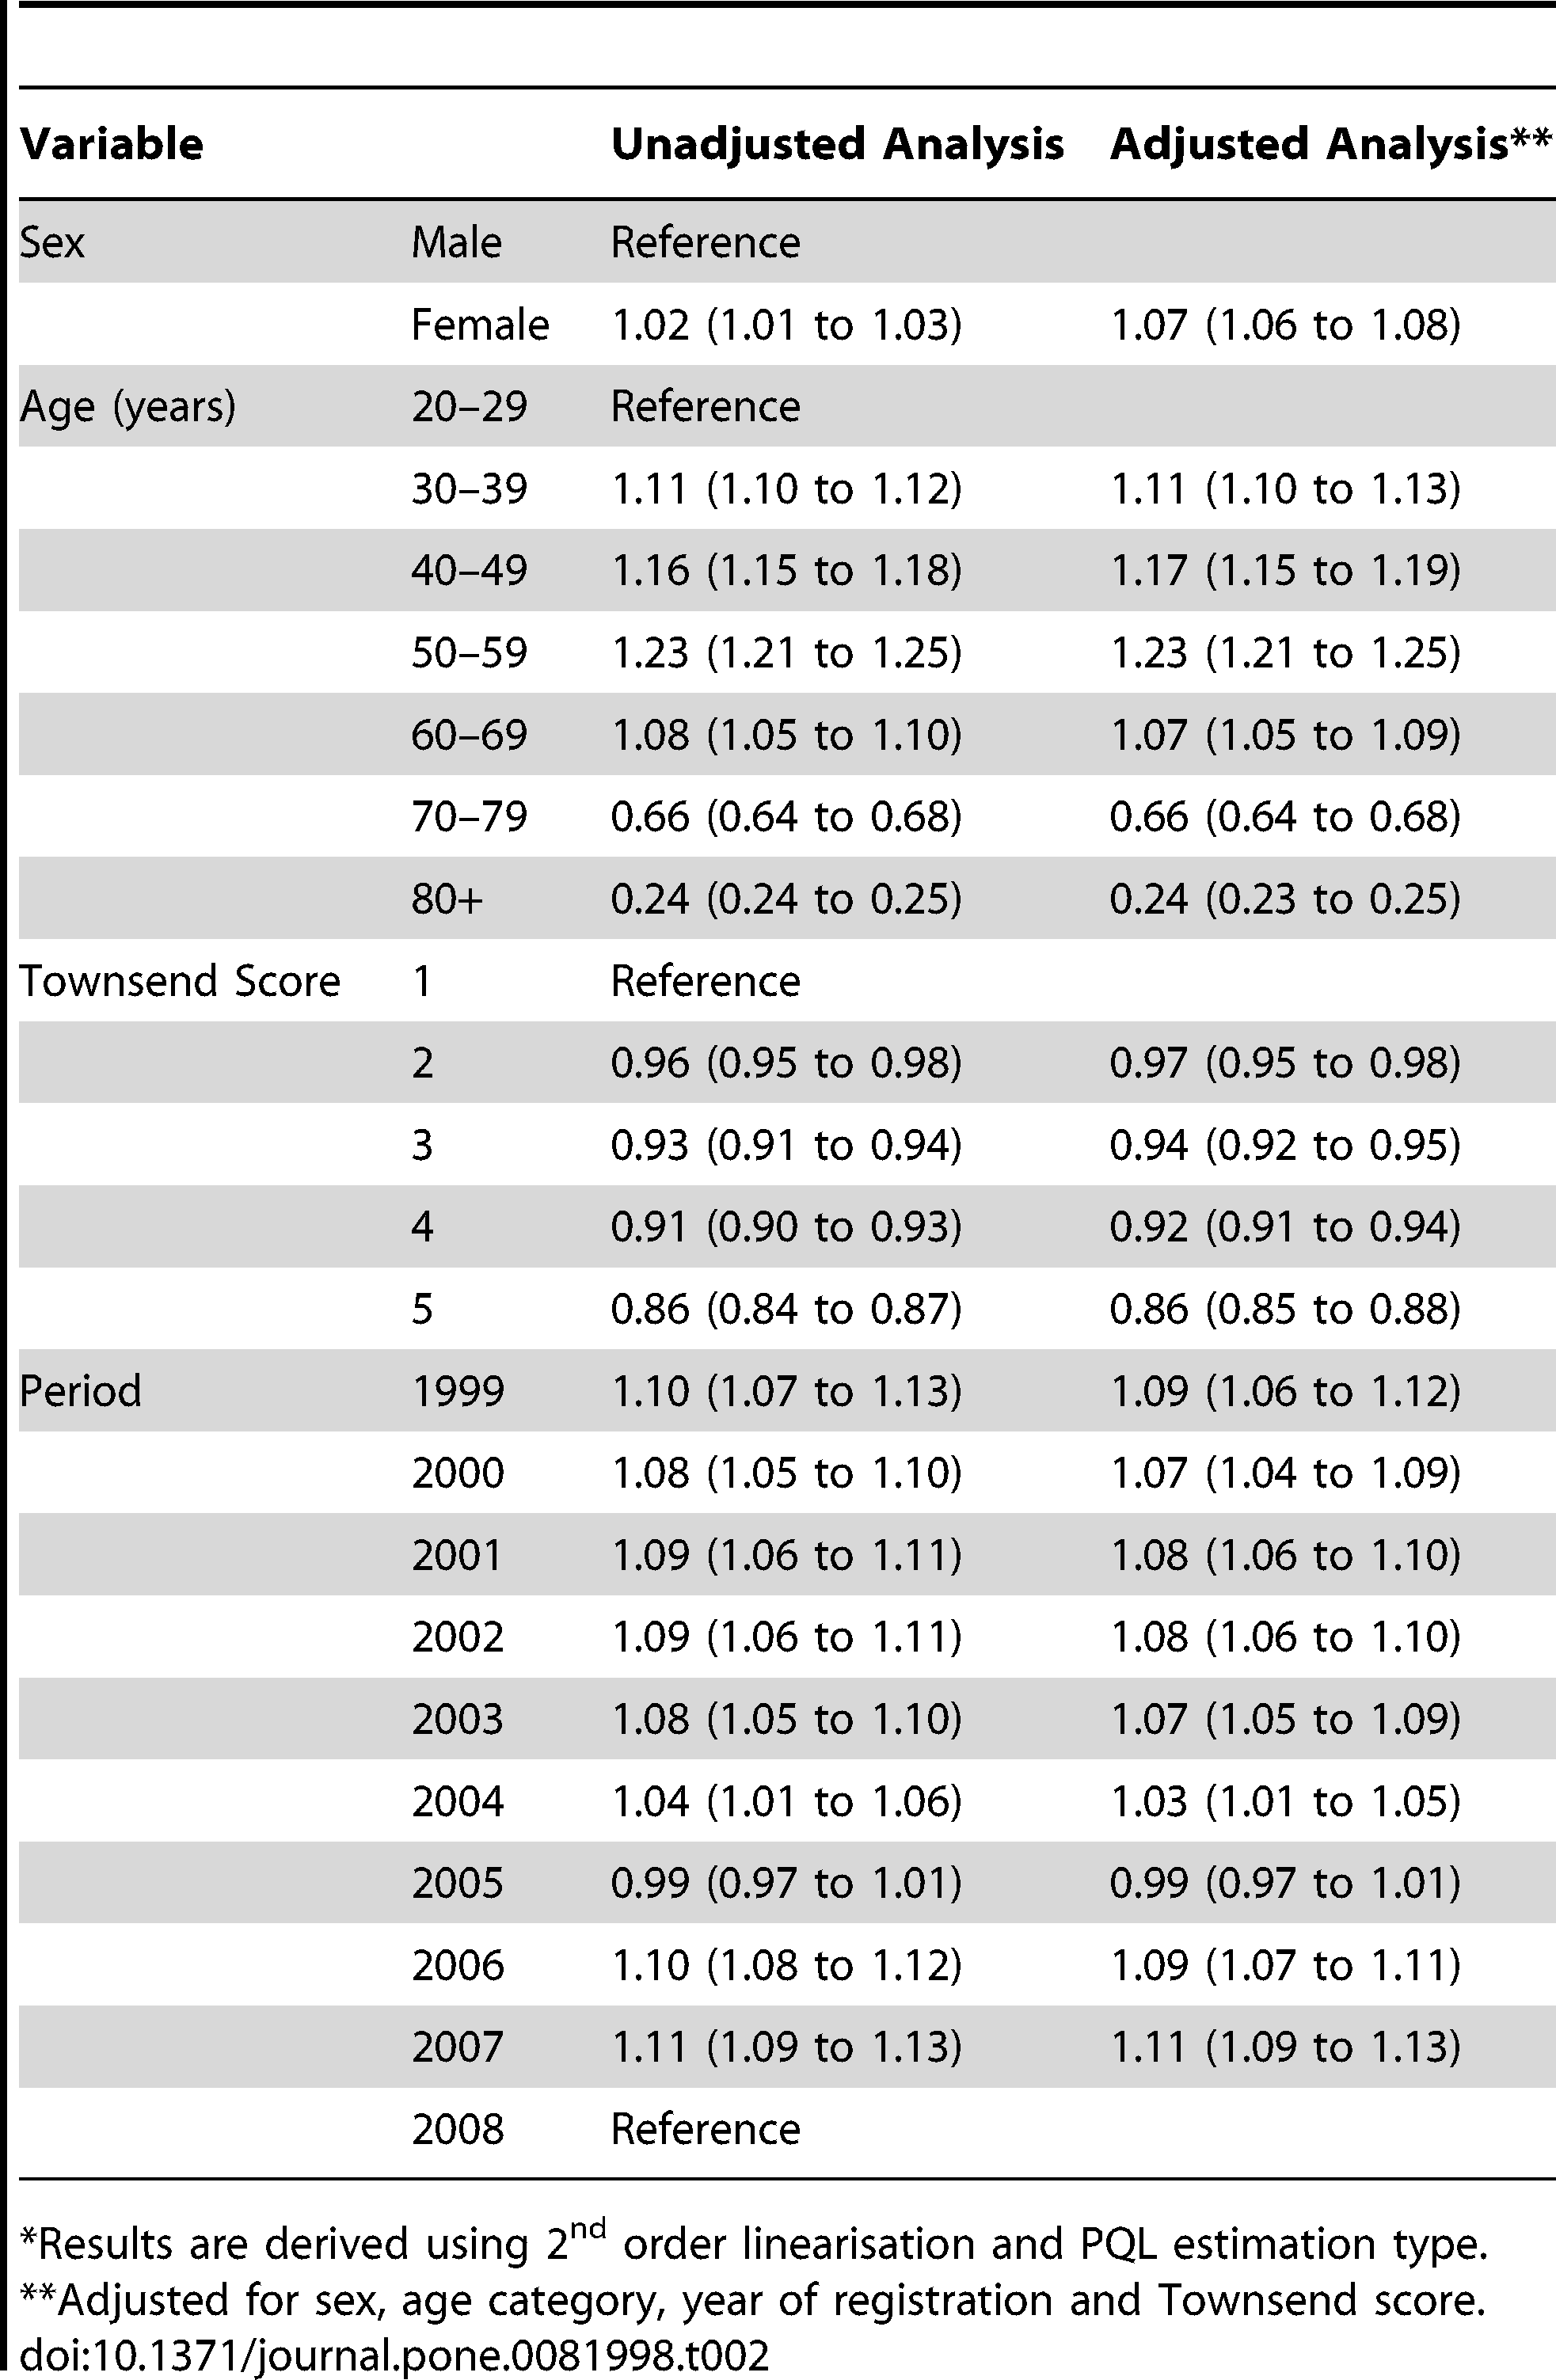 Variable Unadjusted Analysis Adjusted Analysis**
Sex Male Reference
Female 1.02 (1.01 to 1.03) 1.07 (1.06 to 1.08)
Age (years) 20–29 Reference
30–39 1.11 (1.10 to 1.12) 1.11 (1.10 to 1.13)
40–49 1.16 (1.15 to 1.18) 1.17 (1.15 to 1.19)
50–59 1.23 (1.21 to 1.25) 1.23 (1.21 to 1.25)
60–69 1.08 (1.05 to 1.10) 1.07 (1.05 to 1.09)
70–79 0.66 (0.64 to 0.68) 0.66 (0.64 to 0.68)
80+ 0.24 (0.24 to 0.25) 0.24 (0.23 to 0.25)
Townsend Score 1 Reference
2 0.96 (0.95 to 0.98) 0.97 (0.95 to 0.98)
3 0.93 (0.91 to 0.94) 0.94 (0.92 to 0.95)
4 0.91 (0.90 to 0.93) 0.92 (0.91 to 0.94)
5 0.86 (0.84 to 0.87) 0.86 (0.85 to 0.88)
Period 1999 1.10 (1.07 to 1.13) 1.09 (1.06 to 1.12)
2000 1.08 (1.05 to 1.10) 1.07 (1.04 to 1.09)
2001 1.09 (1.06 to 1.11) 1.08 (1.06 to 1.10)
2002 1.09 (1.06 to 1.11) 1.08 (1.06 to 1.10)
2003 1.08 (1.05 to 1.10) 1.07 (1.05 to 1.09)
2004 1.04 (1.01 to 1.06) 1.03 (1.01 to 1.05)
2005 0.99 (0.97 to 1.01) 0.99 (0.97 to 1.01)
2006 1.10 (1.08 to 1.12) 1.09 (1.07 to 1.11)
2007 1.11 (1.09 to 1.13) 1.11 (1.09 to 1.13)
2008 Reference
*Results are derived using 2nd order linearisation and PQL estimation type.
**Adjusted for sex, age category, year of registration and Townsend score.
doi:10.1371/journal.pone.0081998.t002